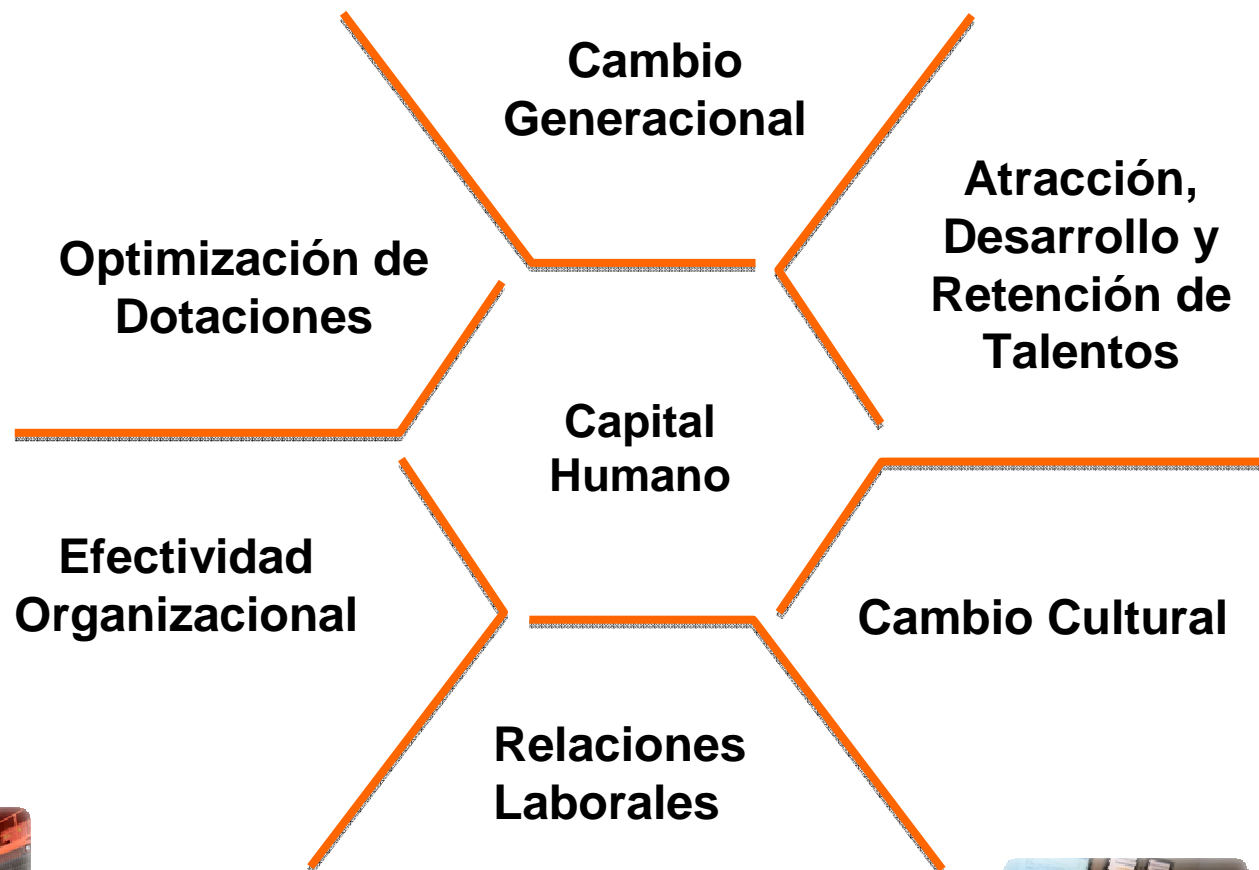 Cambio
Generacional
Atracción,
Desarrollo y
Retención de
Talentos
Optimización de
Dotaciones
Capital
Humano
Efectividad
Organizacional
Cambio Cultural
Relaciones
Laborales